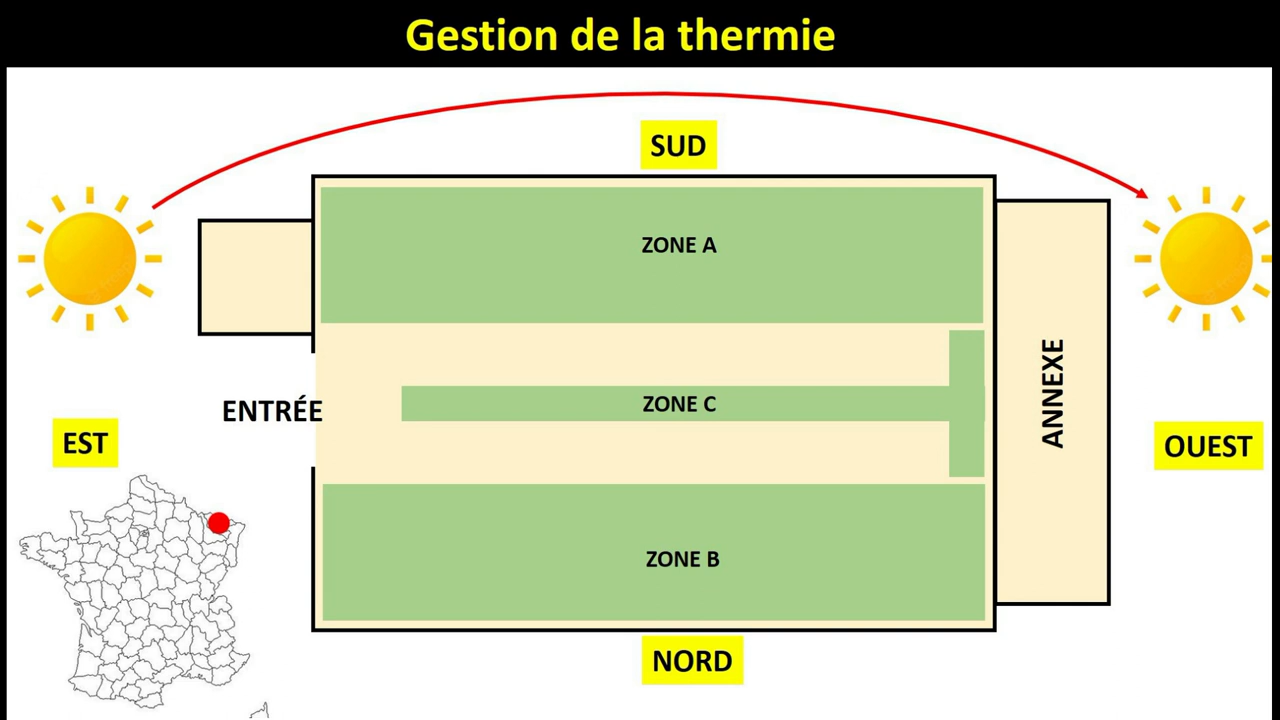 Gestion de la thermie
SUD
ZONE A
ENTRÉE
ZONE C
ANNEXE
EST
OUEST
ZONE B
NORD